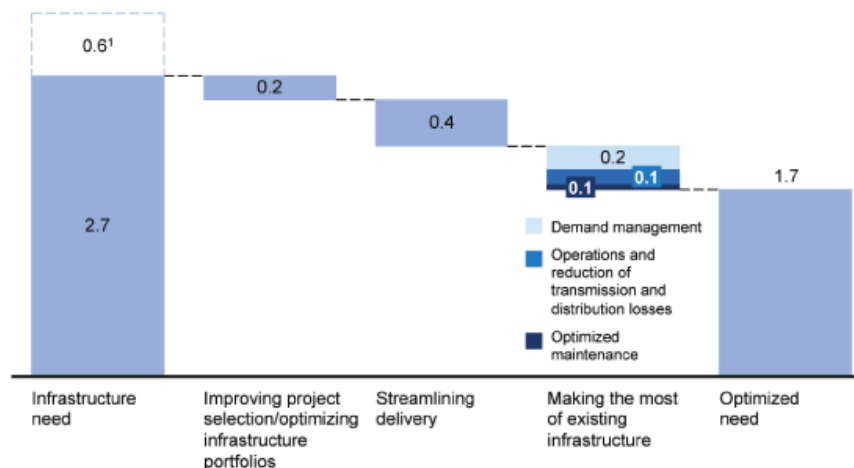 0.6¹
0.2
0.4
0.2
0.1
0.1
1.7
2.7
Demand management
Operations and
reduction of
transmission and
distribution losses
Optimized
maintenance
Infrastructure
need
Improving project
selection/optimizing
infrastructure
portfolios
Streamlining
delivery
Making the most
of existing
infrastructure
Optimized
need